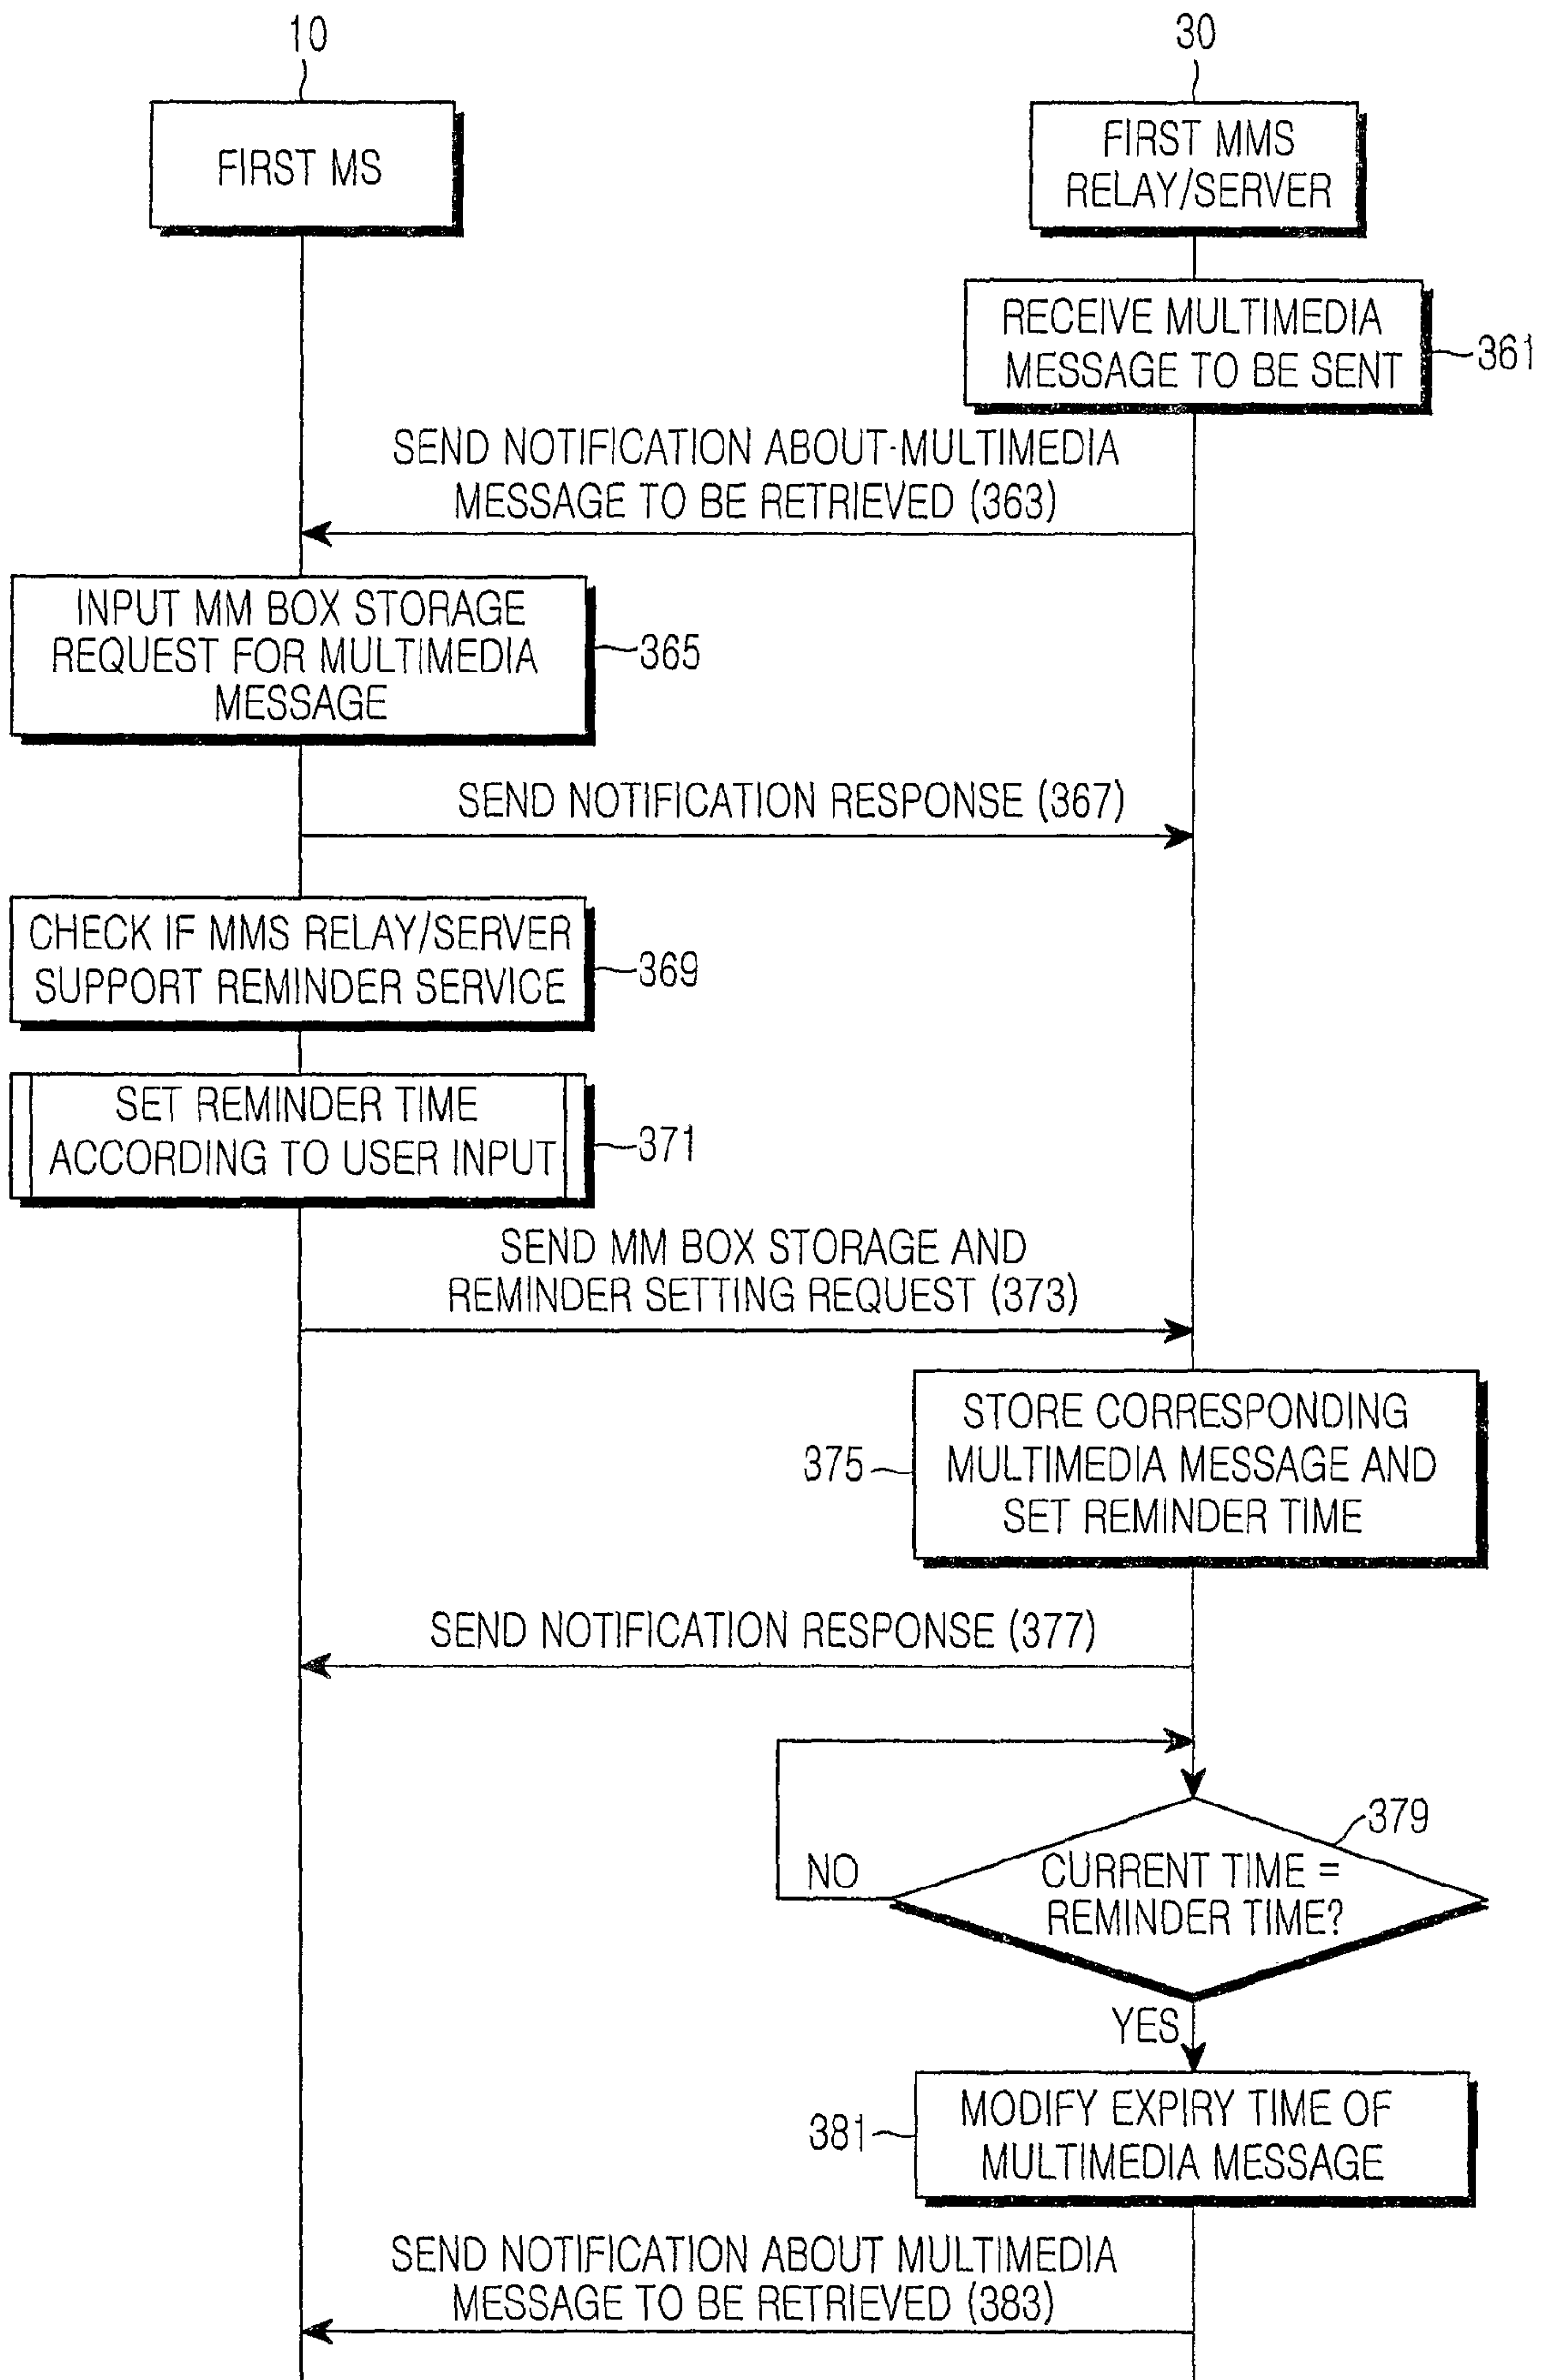 10
30
FIRST MS
FIRST MMS
RELAY/SERVER
RECEIVE MULTIMEDIA
MESSAGE TO BE SENT
361
SEND NOTIFICATION ABOUT-MULTIMEDIA
MESSAGE TO BE RETRIEVED (363)
INPUT MM BOX STORAGE
REQUEST FOR MULTIMEDIA
MESSAGE
365
SEND NOTIFICATION RESPONSE (367)
CHECK IF MMS RELAY/SERVER
SUPPORT REMINDER SERVICE
369
SET REMINDER TIME
ACCORDING TO USER INPUT
371
SEND MM BOX STORAGE AND
REMINDER SETTING REQUEST (373)
STORE CORRESPONDING
MULTIMEDIA MESSAGE AND
SET REMINDER TIME
375
SEND NOTIFICATION RESPONSE (377)
379
NO
CURRENT TIME =
REMINDER TIME?
YES
MODIFY EXPIRY TIME OF
MULTIMEDIA MESSAGE
381
SEND NOTIFICATION ABOUT MULTIMEDIA
MESSAGE TO BE RETRIEVED (383)